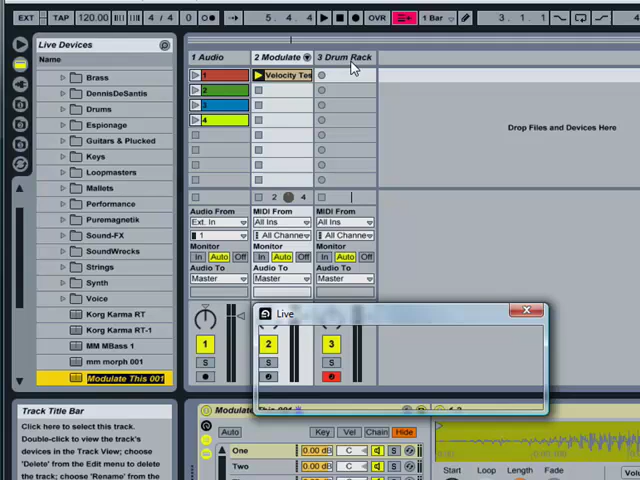 EXT TAP 120.00 4 / 4 5. 4. 4 OVR 1 Bar 3. 1. 1
Live Devices
Name
Brass
DennisDeSantis
Drums
Espionage
Guitars & Plucked
Keys
Loopmasters
Mallets
Performance
Puremagnetik
Sound-FX
SoundWrecks
Strings
Synth
Voice
Korg Karma RT
Korg Karma RT-1
MM MBass 1
mm morph 001
Modulate This 001
1 Audio 2 Modulate 3 Drum Rack
1 Velocity Tes
2
3
4
Drop Files and Devices Here
2 4
Audio From MIDI From MIDI From
Ext. In All Ins All Ins
1 All Channe All Channe
Monitor Monitor Monitor
In Auto Off In Auto Off In Auto Off
Audio To Audio To Audio To
Master Master Master
Live
1 2 3
S S S
Track Title Bar
Click here to select this track.
Double-click to view the track's
devices in the Track View; choose
'Delete' from the Edit menu to delete
the track; choose 'Rename' from the
Auto Key Vel Chain Hide
One 0.00 dB C S
Two 0.00 dB C S
Start Loop Length Fade